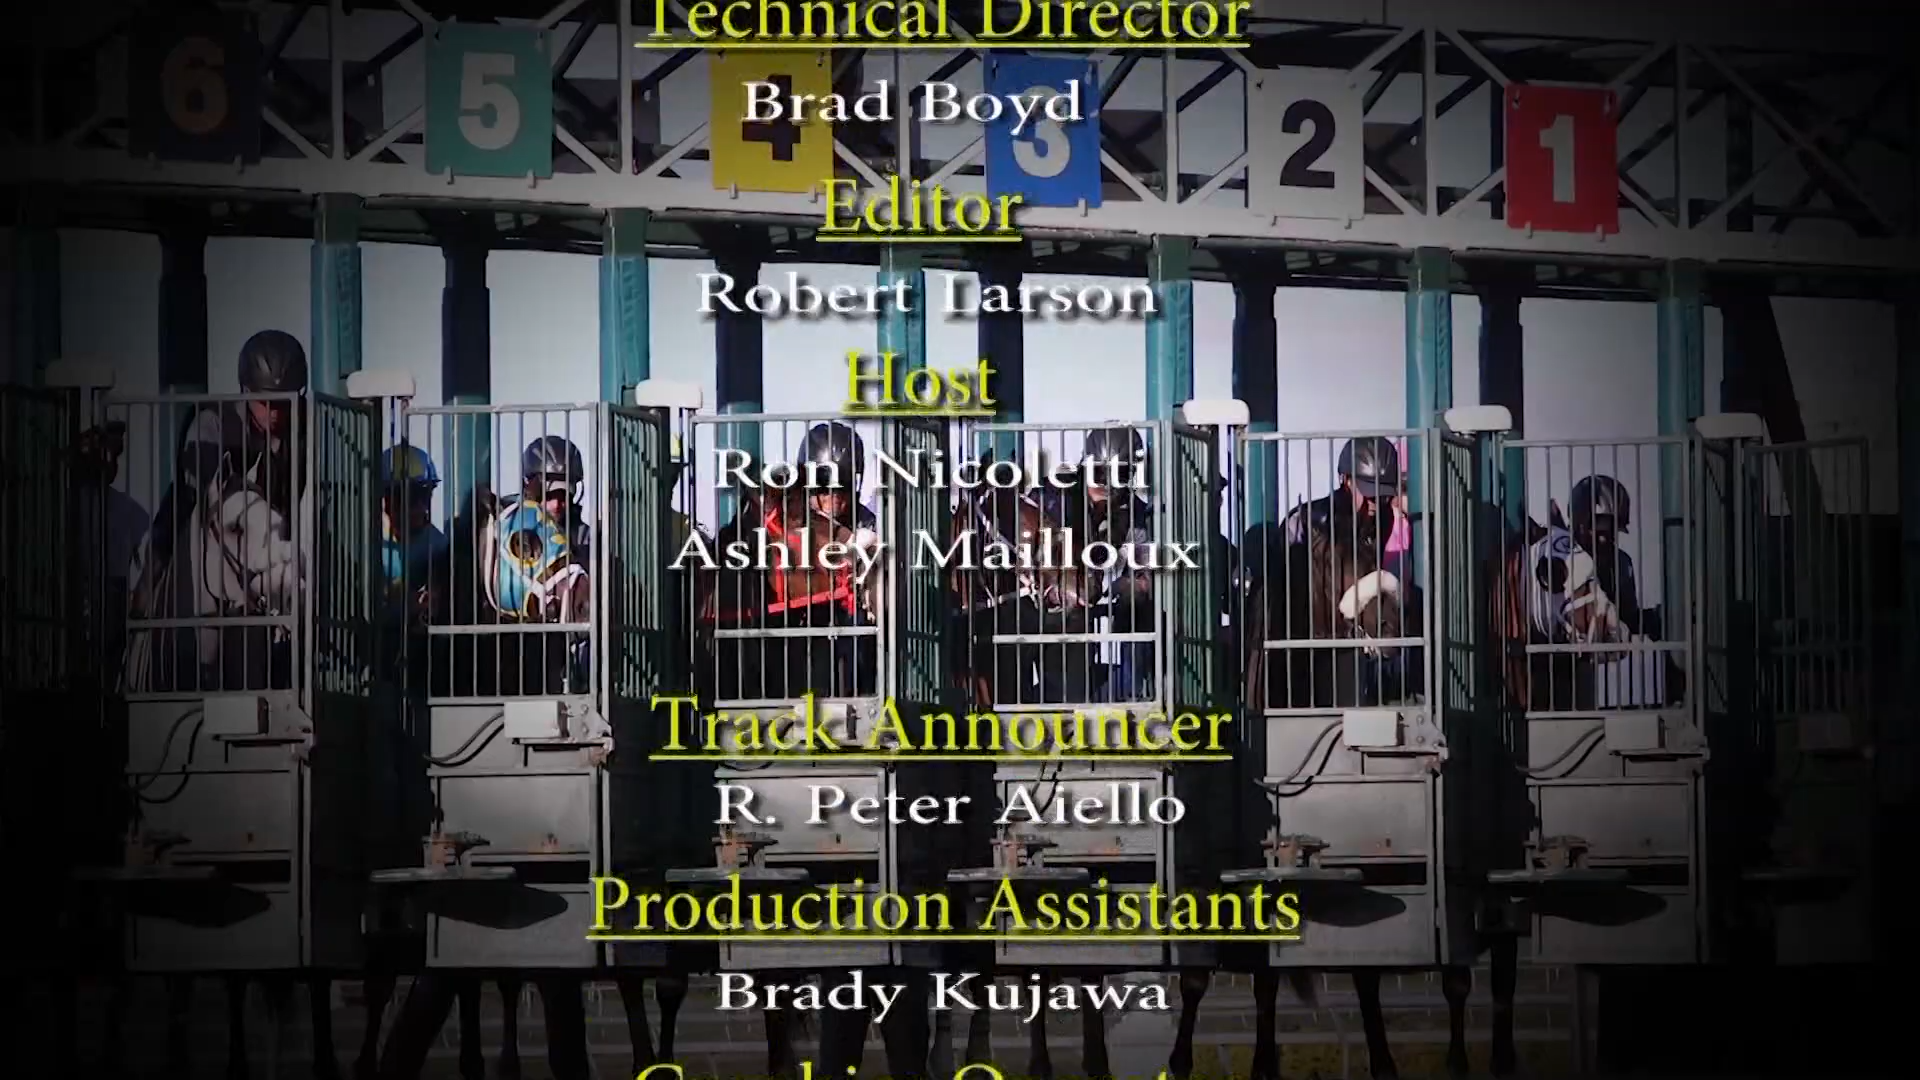 Technical Director
6 5 4 3 2 1
Brad Boyd
Editor
Robert Larson
Host
Ron Nicoletti
Ashley Mailloux
Track Announcer
R. Peter Aiello
Production Assistants
Brady Kujawa